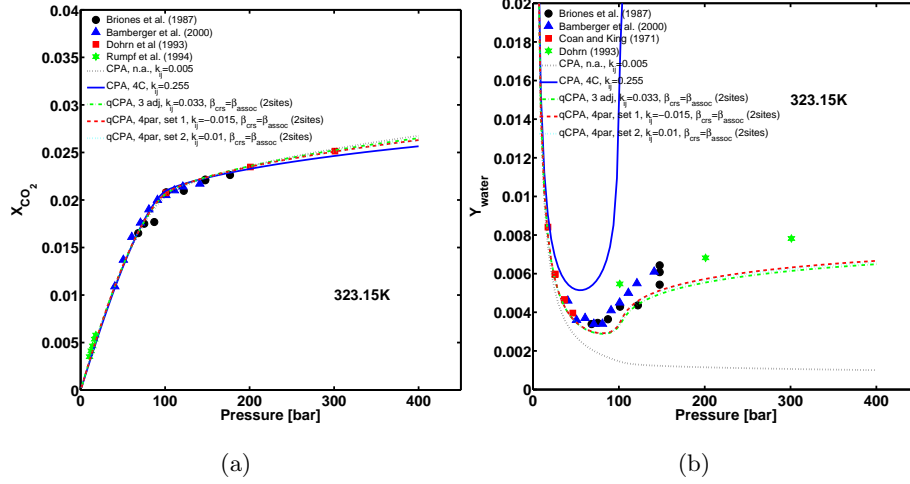 0.04
0.035
0.03
0.025
0.02
0.015
0.01
0.005
0
X_CO2
0 100 200 300 400
Pressure [bar]
Briones et al. (1987)
Bamberger et al. (2000)
Dohrn et al (1993)
Rumpf et al. (1994)
CPA, n.a., k_ij=0.005
CPA, 4C, k_ij=0.255
qCPA, 3 adj, k_ij=0.033, β_crs=β_assoc (2sites)
qCPA, 4par, set 1, k_ij=−0.015, β_crs=β_assoc (2sites)
qCPA, 4par, set 2, k_ij=0.01, β_crs=β_assoc (2sites)
323.15K
(a)
0.02
0.018
0.016
0.014
0.012
0.01
0.008
0.006
0.004
0.002
0
Y_water
0 100 200 300 400
Pressure [bar]
Briones et al. (1987)
Bamberger et al. (2000)
Coan and King (1971)
Dohrn (1993)
CPA, n.a., k_ij=0.005
CPA, 4C, k_ij=0.255
qCPA, 3 adj, k_ij=0.033, β_crs=β_assoc (2sites)
qCPA, 4par, set 1, k_ij=−0.015, β_crs=β_assoc (2sites)
qCPA, 4par, set 2, k_ij=0.01, β_crs=β_assoc (2sites)
323.15K
(b)